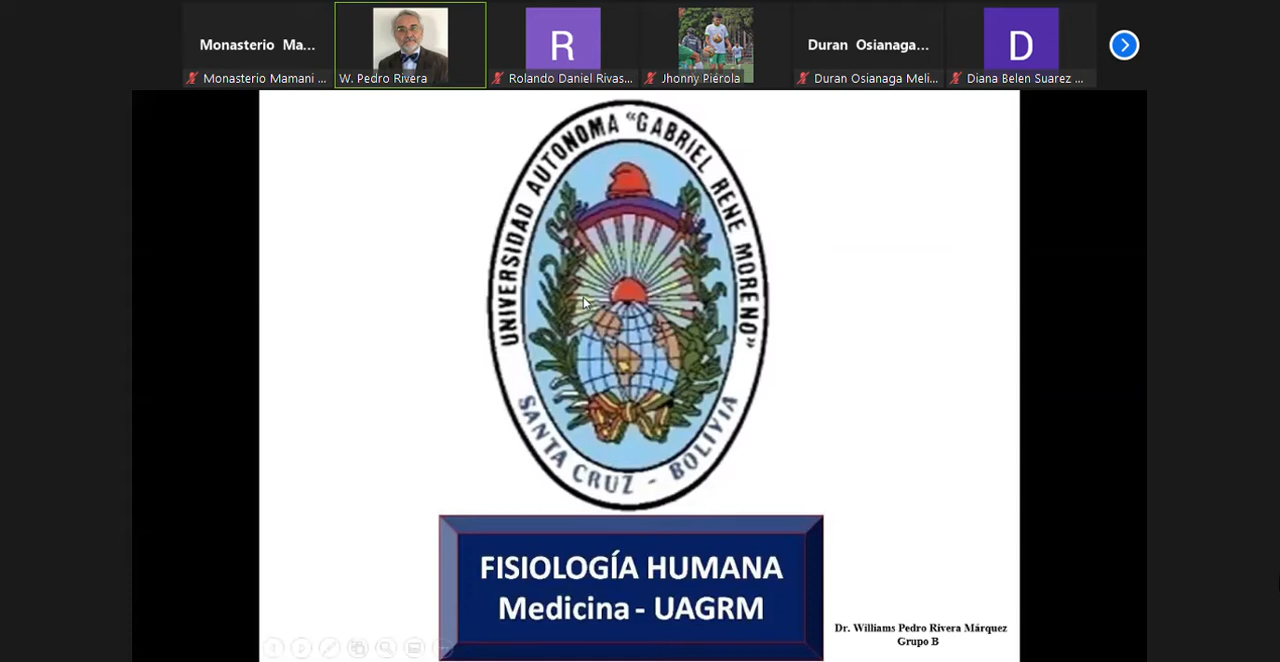 Monasterio Ma...
Monasterio Mamani ...
W. Pedro Rivera
R
Rolando Daniel Rivas...
Jhonny Piérola
Duran Osianaga...
Duran Osianaga Meli...
D
Diana Belen Suarez ...
UNIVERSIDAD AUTONOMA “GABRIEL RENE MORENO”
SANTA CRUZ - BOLIVIA
FISIOLOGÍA HUMANA
Medicina - UAGRM
Dr. Williams Pedro Rivera Márquez
Grupo B